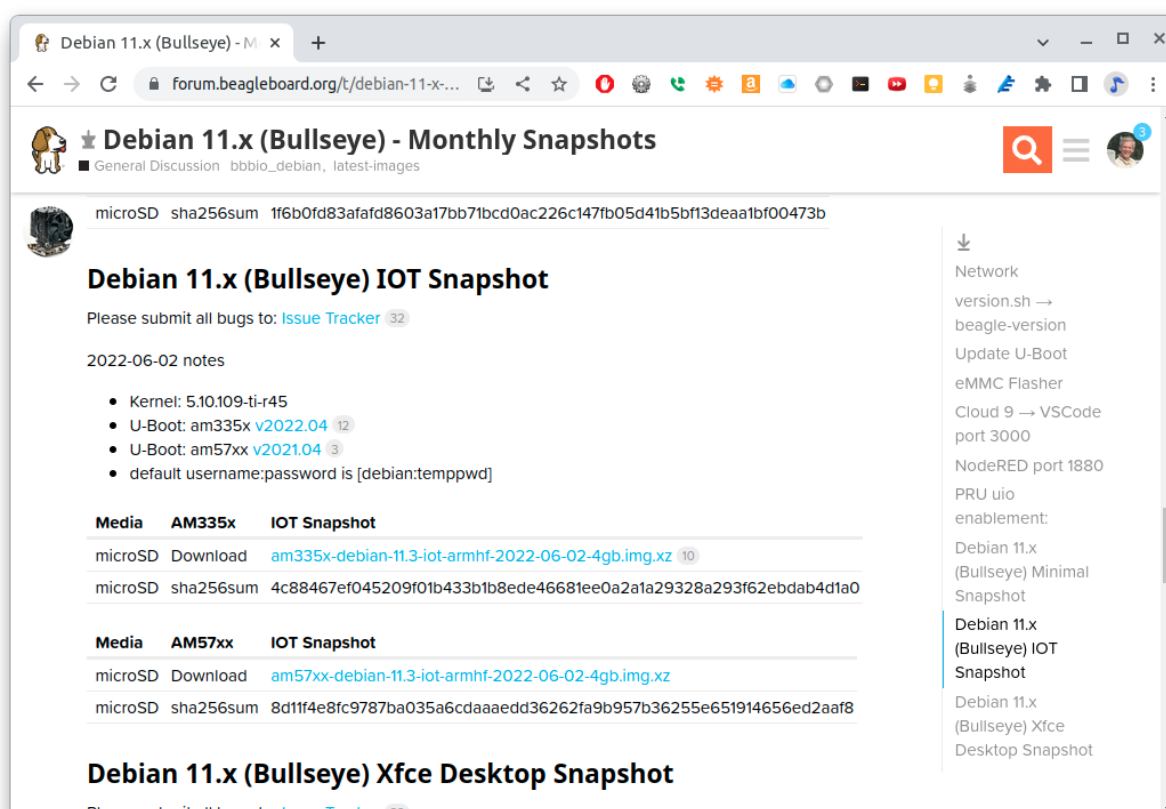 Debian 11.x (Bullseye) - M
forum.beagleboard.org/t/debian-11-x-...
Debian 11.x (Bullseye) - Monthly Snapshots
3
General Discussion bbbio_debian, latest-images
microSD sha256sum 1f6b0fd83afafd8603a17bb71bcd0ac226c147fb05d41b5bf13deaa1bf00473b
Debian 11.x (Bullseye) IOT Snapshot
Please submit all bugs to: Issue Tracker 32
2022-06-02 notes
Kernel: 5.10.109-ti-r45
U-Boot: am335x v2022.04 12
U-Boot: am57xx v2021.04 3
default username:password is [debian:temppwd]
Media AM335x IOT Snapshot
microSD Download am335x-debian-11.3-iot-armhf-2022-06-02-4gb.img.xz 10
microSD sha256sum 4c88467ef045209f01b433b1b8ede46681ee0a2a1a29328a293f62ebdab4d1a0
Media AM57xx IOT Snapshot
microSD Download am57xx-debian-11.3-iot-armhf-2022-06-02-4gb.img.xz
microSD sha256sum 8d11f4e8fc9787ba035a6cdaaaedd36262fa9b957b36255e651914656ed2aaf8
Debian 11.x (Bullseye) Xfce Desktop Snapshot
Network
version.sh →
beagle-version
Update U-Boot
eMMC Flasher
Cloud 9 → VSCode
port 3000
NodeRED port 1880
PRU uio
enablement:
Debian 11.x
(Bullseye) Minimal
Snapshot
Debian 11.x
(Bullseye) IOT
Snapshot
Debian 11.x
(Bullseye) Xfce
Desktop Snapshot